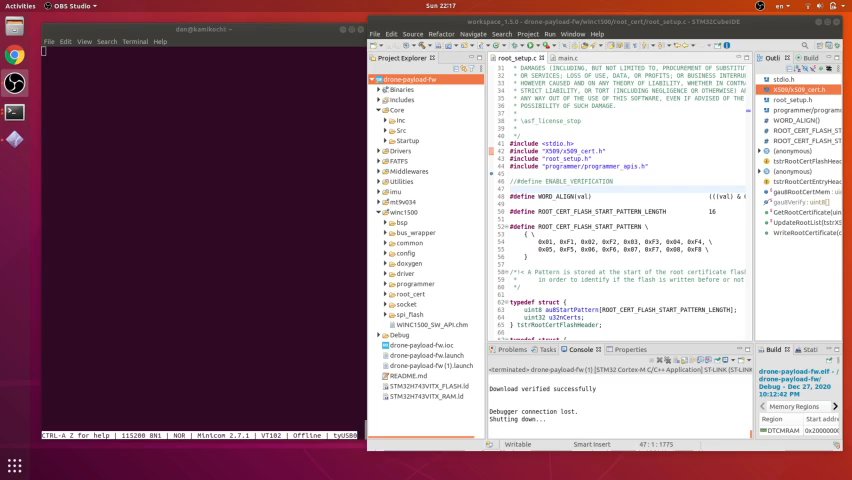 Activities
OBS Studio
Sun 22:17
en
dan@kamikocht: ~
File Edit View Search Terminal Help
CTRL-A Z for help | 115200 8N1 | NOR | Minicom 2.7.1 | VT102 | Offline | tyUSB0
workspace_1.5.0 - drone-payload-fw/winc1500/root_cert/root_setup.c - STM32CubeIDE
File Edit Source Refactor Navigate Search Project Run Window Help
Project Explorer
drone-payload-fw
Binaries
Includes
Core
Inc
Src
Startup
Drivers
FATFS
Middlewares
Utilities
imu
mt9v034
winc1500
bsp
bus_wrapper
common
config
doxygen
driver
programmer
root_cert
socket
spi_flash
WINC1500_SW_API.chm
Debug
drone-payload-fw.ioc
drone-payload-fw.launch
drone-payload-fw (1).launch
README.md
STM32H743VITX_FLASH.ld
STM32H743VITX_RAM.ld
root_setup.c
main.c
31 * DAMAGES (INCLUDING, BUT NOT LIMITED TO, PROCUREMENT OF SUBSTITUT
32 * OR SERVICES; LOSS OF USE, DATA, OR PROFITS; OR BUSINESS INTERRUP
33 * HOWEVER CAUSED AND ON ANY THEORY OF LIABILITY, WHETHER IN CONTRA
34 * STRICT LIABILITY, OR TORT (INCLUDING NEGLIGENCE OR OTHERWISE) AR
35 * ANY WAY OUT OF THE USE OF THIS SOFTWARE, EVEN IF ADVISED OF THE
36 * POSSIBILITY OF SUCH DAMAGE.
37 *
38 * \asf_license_stop
39 *
40 */
41 #include <stdio.h>
42 #include "X509/x509_cert.h"
43 #include "root_setup.h"
44 #include "programmer/programmer_apis.h"
45
46 //#define ENABLE_VERIFICATION
47
48 #define WORD_ALIGN(val) (((val) & 0
49
50 #define ROOT_CERT_FLASH_START_PATTERN_LENGTH 16
51
52 #define ROOT_CERT_FLASH_START_PATTERN \
53 { \
54 0x01, 0xF1, 0x02, 0xF2, 0x03, 0xF3, 0x04, 0xF4, \
55 0x05, 0xF5, 0x06, 0xF6, 0x07, 0xF7, 0x08, 0xF8 \
56 }
57
58 /*!< A Pattern is stored at the start of the root certificate flash
59 * in order to identify if the flash is written before or not
60 */
61
62 typedef struct {
63 uint8 au8StartPattern[ROOT_CERT_FLASH_START_PATTERN_LENGTH];
64 uint32 u32nCerts;
65 } tstrRootCertFlashHeader;
66
67 typedef struct {
Outli
Build
stdio.h
X509/x509_cert.h
root_setup.h
programmer/program
WORD_ALIGN()
ROOT_CERT_FLASH_ST
ROOT_CERT_FLASH_ST
(anonymous)
tstrRootCertFlashHeade
(anonymous)
tstrRootCertEntryHeade
gau8RootCertMem : uint8
gau8Verify : uint8[]
GetRootCertificate(uin
UpdateRootList(tstrRo
WriteRootCertificate(c
Problems
Tasks
Console
Properties
<terminated> drone-payload-fw (1) [STM32 Cortex-M C/C++ Application] ST-LINK (ST-LINK
Download verified successfully
Debugger connection lost.
Shutting down...
Build
Stati
drone-payload-fw.elf - /
drone-payload-fw/
Debug - Dec 27, 2020
10:12:42 PM
Memory Regions
Region
Start addre
DTCMRAM
0x20000000
Writable
Smart Insert
47 : 1 : 1775